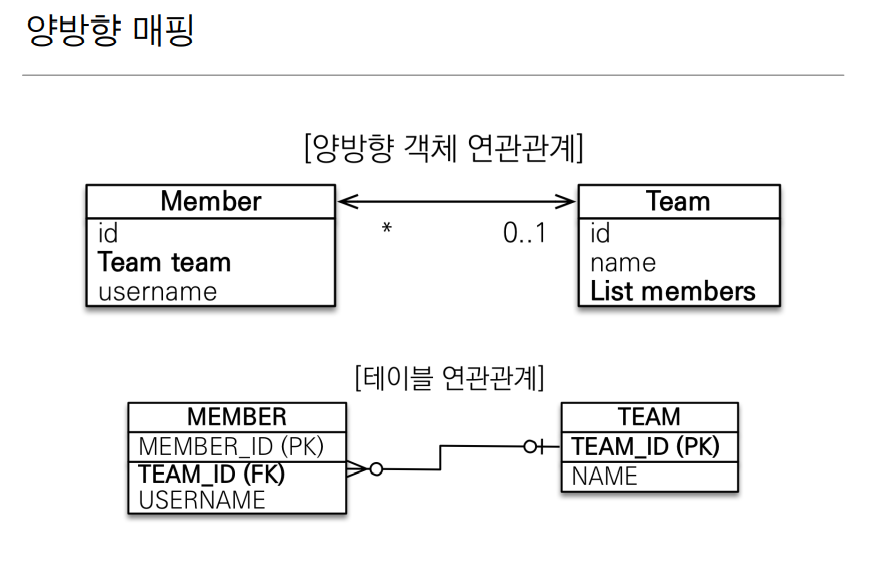 양방향 매핑
[양방향 객체 연관관계]
Member
id
Team team
username
*
0..1
Team
id
name
List members
[테이블 연관관계]
MEMBER
MEMBER_ID (PK)
TEAM_ID (FK)
USERNAME
TEAM
TEAM_ID (PK)
NAME